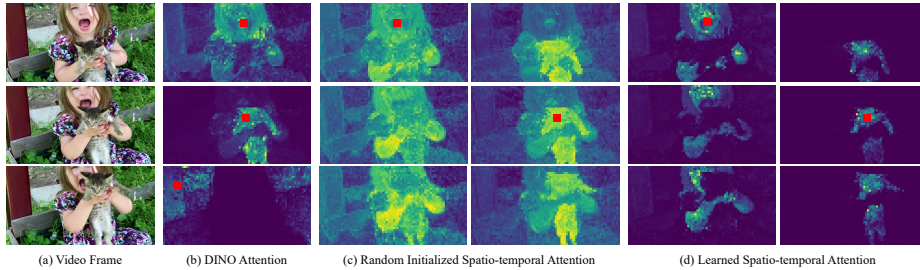 (a) Video Frame
(b) DINO Attention
(c) Random Initialized Spatio-temporal Attention
(d) Learned Spatio-temporal Attention